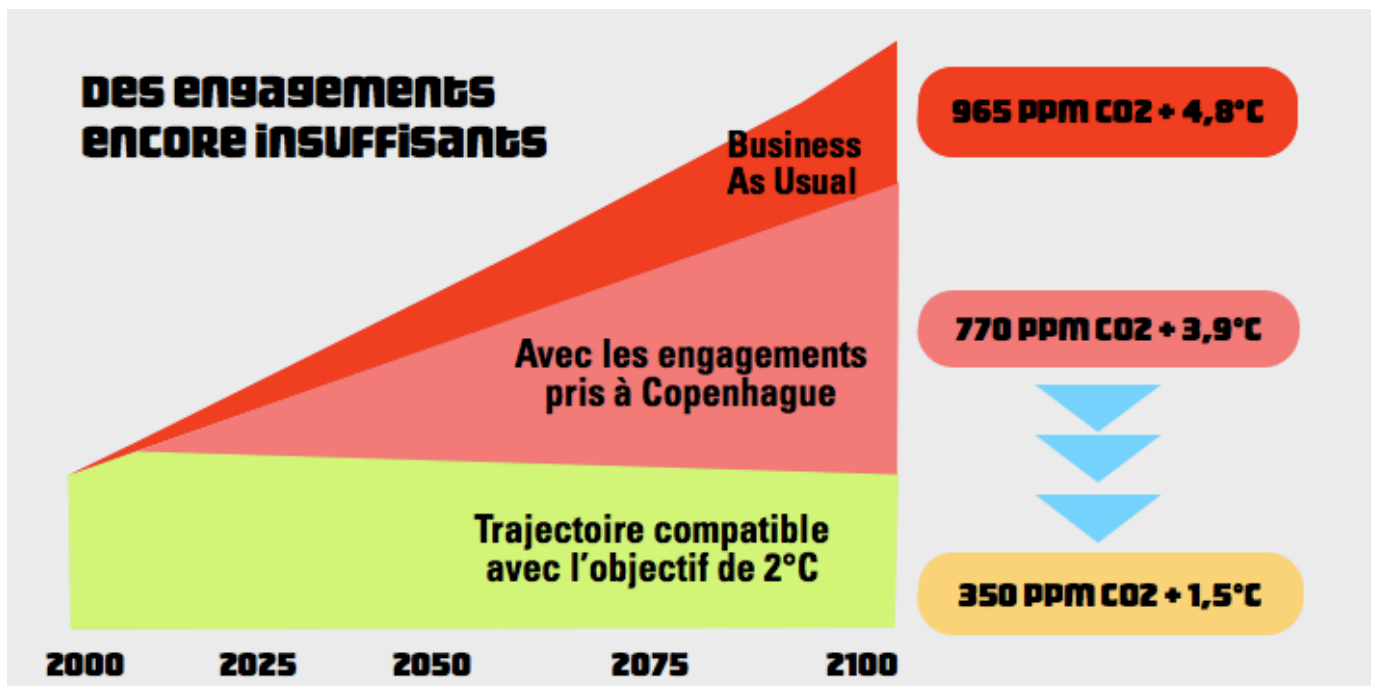 Des engagements
encore insuffisants
Business
As Usual
965 PPM CO2 + 4,8°C
Avec les engagements
pris à Copenhague
770 PPM CO2 + 3,9°C
Trajectoire compatible
avec l'objectif de 2°C
350 PPM CO2 + 1,5°C
2000 2025 2050 2075 2100